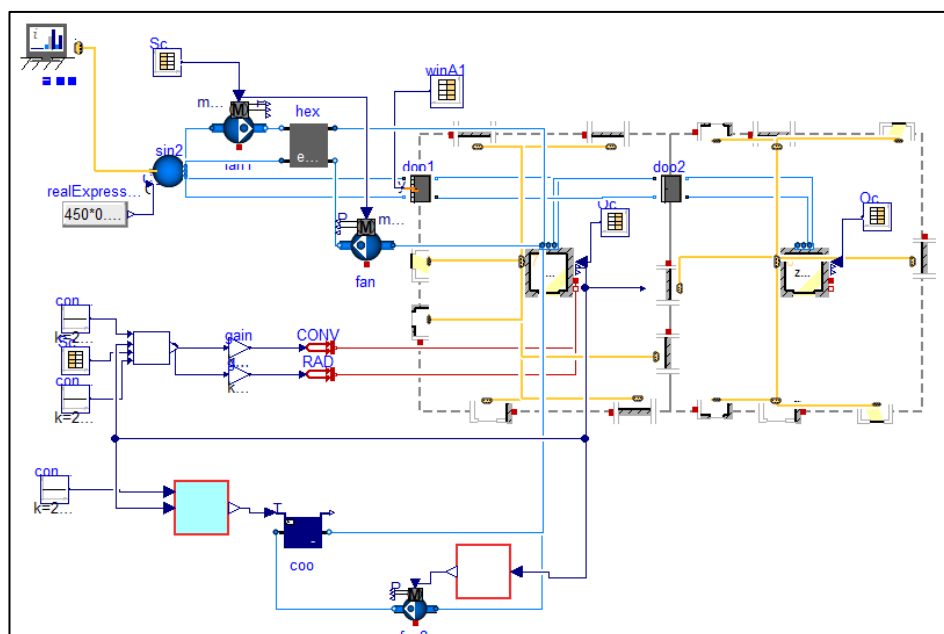 Sc
winA1
m...
hex
fan1
e...
sin2
dop1
dop2
realExpress...
450*0....
P
m...
Qc
Qc
fan
...
z...
con
k=2...
gain
CONV
Sc
g...
RAD
k...
con
k=2...
con
k=2...
T
coo
P